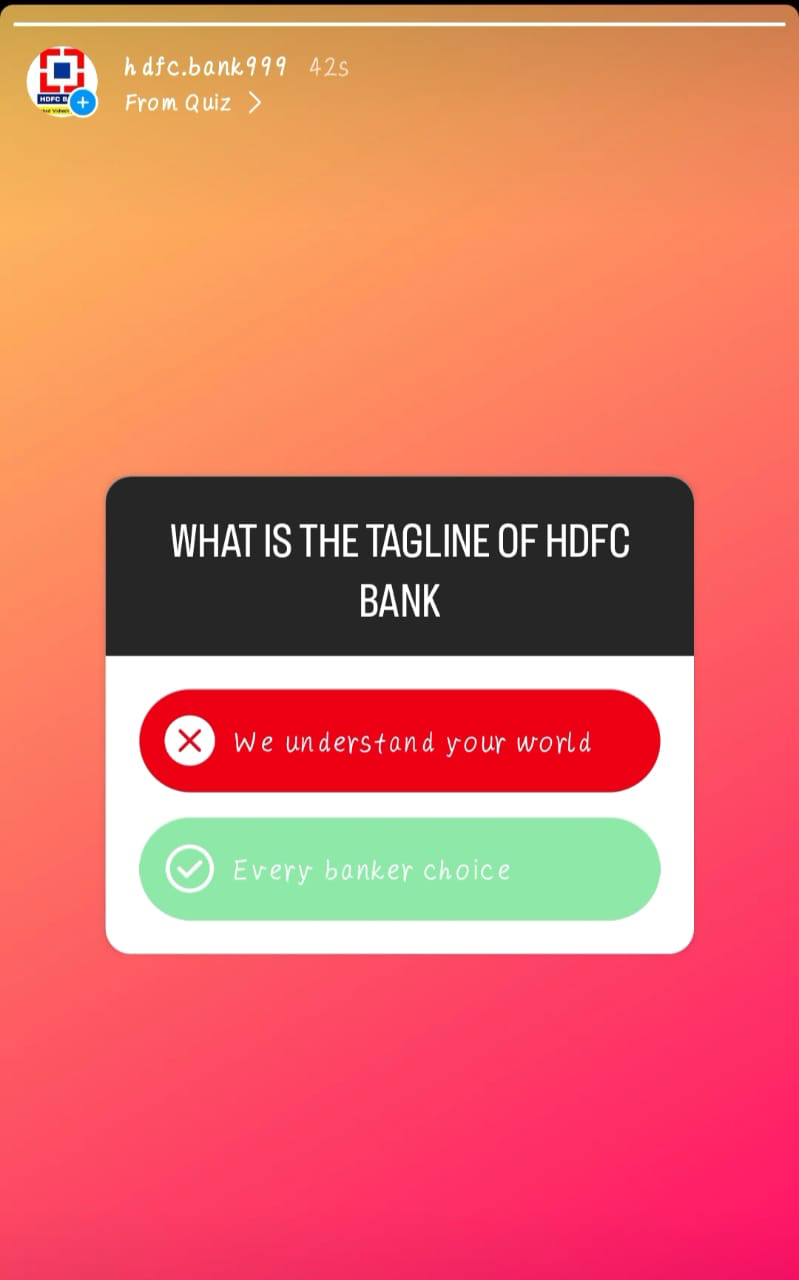 hdfc.bank999 42s
From Quiz
HDFC B
WHAT IS THE TAGLINE OF HDFC
BANK
We understand your world
Every banker choice